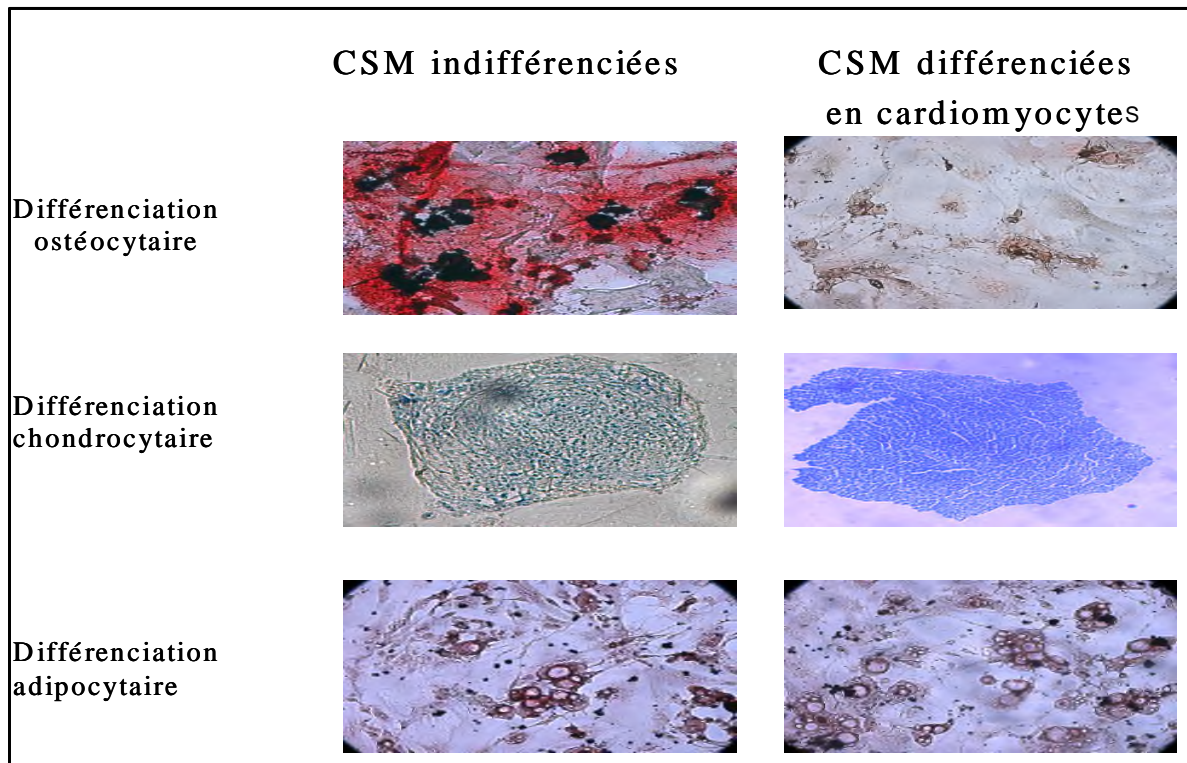 CSM indifférenciées
CSM différenciées
en cardiomyocytes
Différenciation
ostéocytaire
Différenciation
chondrocytaire
Différenciation
adipocytaire